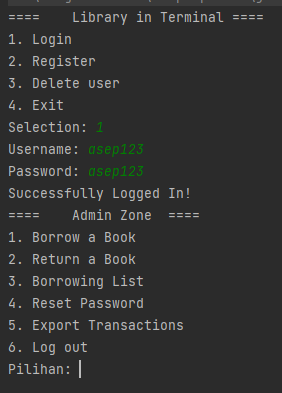 ====    Library in Terminal ====
1. Login
2. Register
3. Delete user
4. Exit
Selection: 1
Username: asep123
Password: asep123
Successfully Logged In!
====    Admin Zone  ====
1. Borrow a Book
2. Return a Book
3. Borrowing List
4. Reset Password
5. Export Transactions
6. Log out
Pilihan: